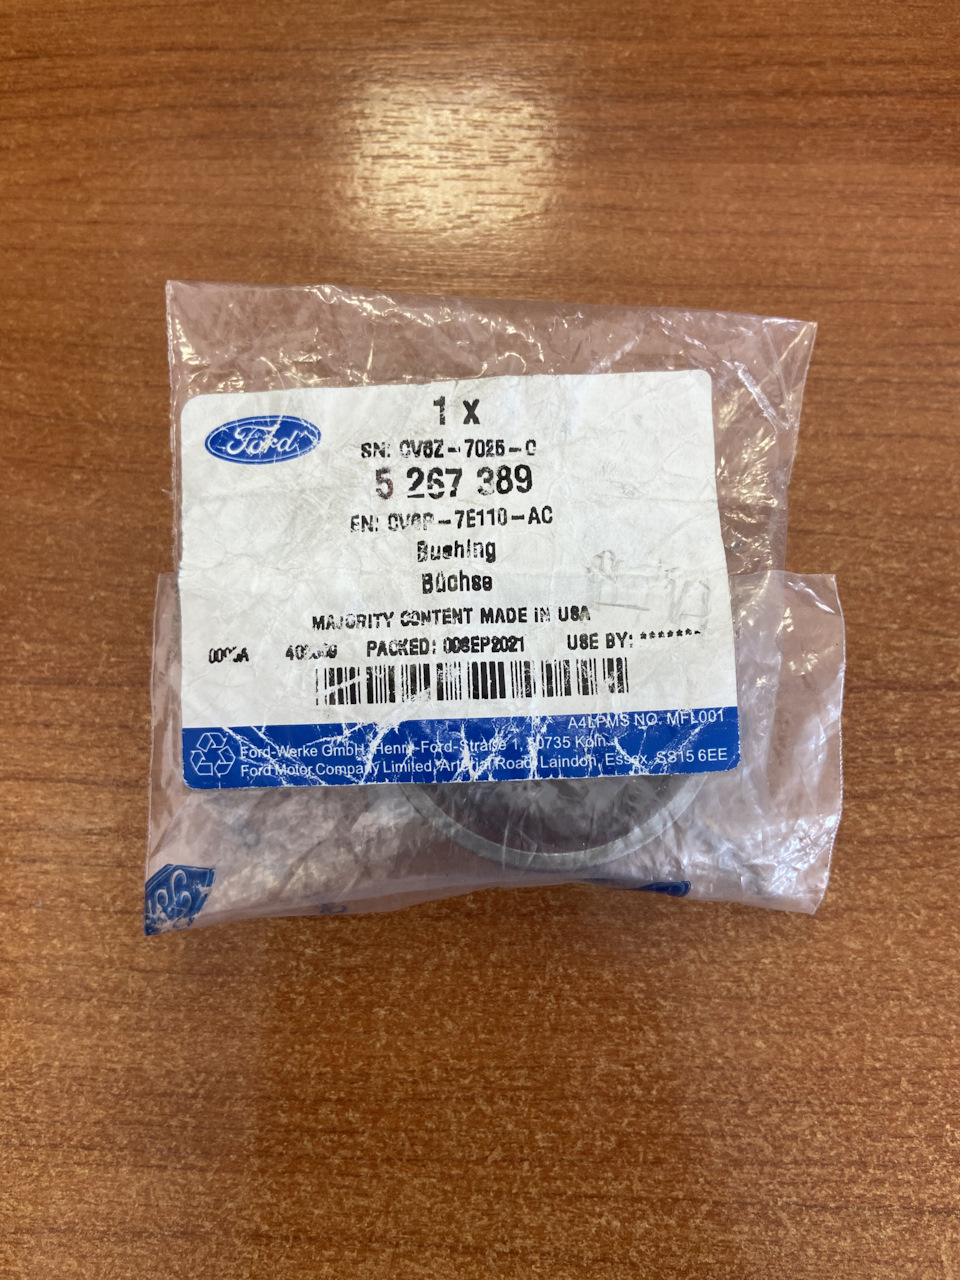 Ford
1 x
SN: CV6Z-7025-C
5 267 389
EN: CV6P-7E110-AC
Bushing
Büchse
MAJORITY CONTENT MADE IN USA
PACKED: 09SEP2021 USE BY: *******
A4LPMS NO. MFL001
Ford-Werke GmbH, Henry-Ford-Straße 1, 50735 Köln
Ford Motor Company Limited, Arterial Road, Laindon, Essex, SS15 6EE